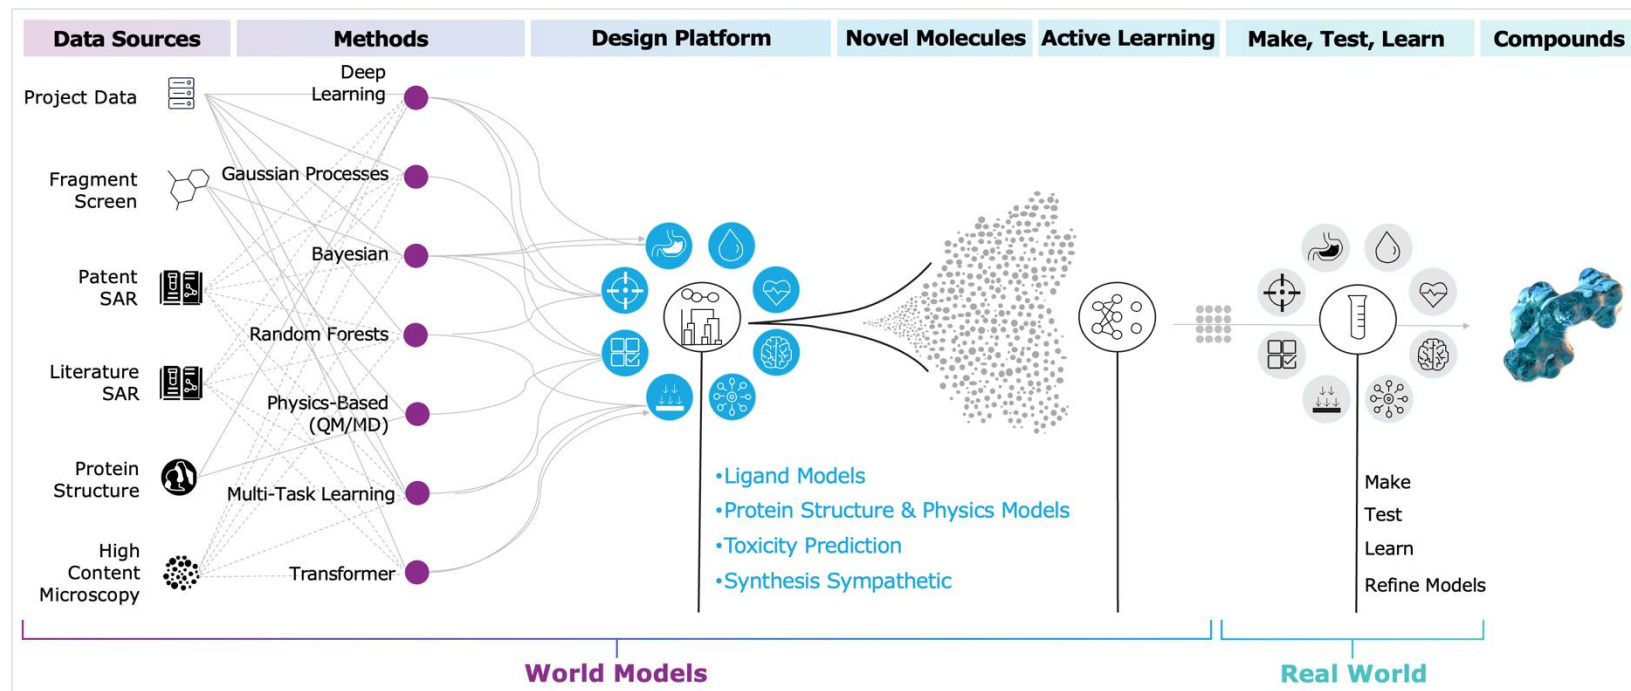 Data Sources
Methods
Design Platform
Novel Molecules
Active Learning
Make, Test, Learn
Compounds
Project Data
Fragment
Screen
Patent
SAR
Literature
SAR
Protein
Structure
High
Content
Microscopy
Deep
Learning
Gaussian Processes
Bayesian
Random Forests
Physics-Based
(QM/MD)
Multi-Task Learning
Transformer
•Ligand Models
•Protein Structure & Physics Models
•Toxicity Prediction
•Synthesis Sympathetic
Make
Test
Learn
Refine Models
World Models
Real World